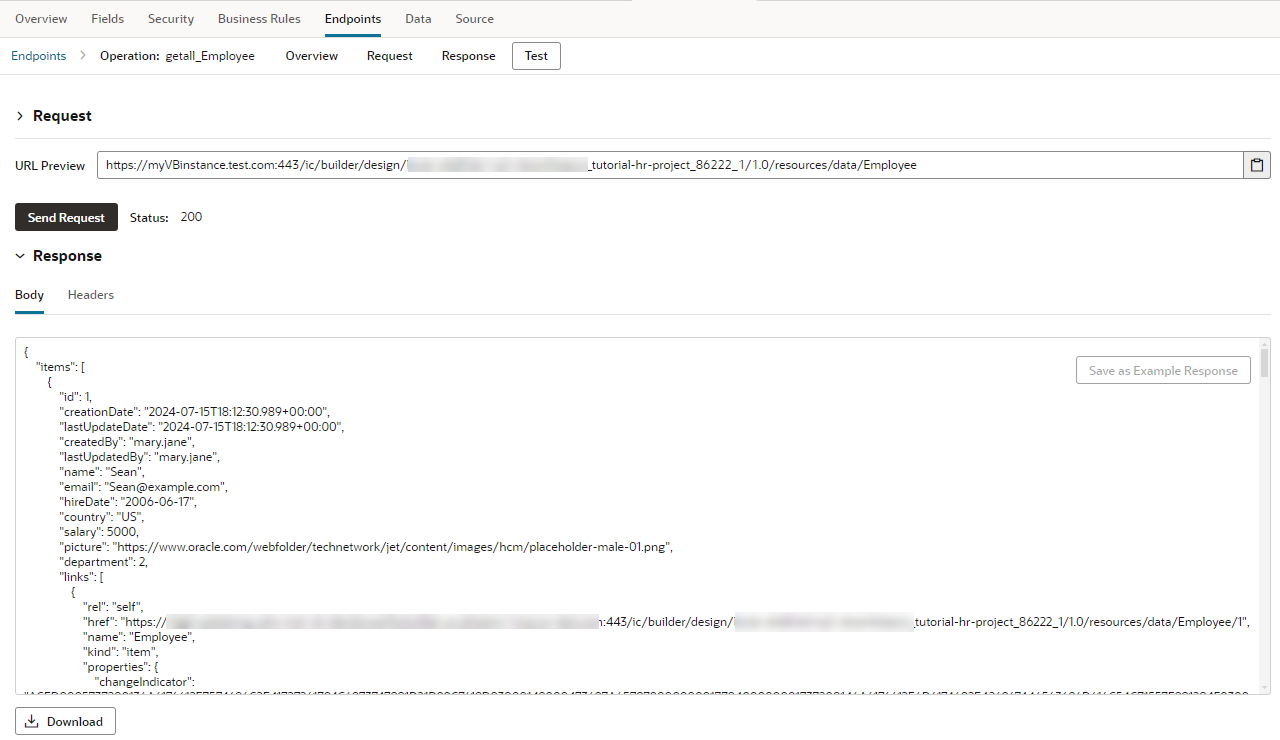 Overview Fields Security Business Rules Endpoints Data Source
Endpoints Operation: getall_Employee Overview Request Response Test
Request
URL Preview https://myVBinstance.test.com:443/ic/builder/design/ _tutorial-hr-project_86222_1/1.0/resources/data/Employee
Send Request Status: 200
Response
Body Headers
{
"items": [
Save as Example Response
{
"id": 1,
"creationDate": "2024-07-15T18:12:30.989+00:00",
"lastUpdateDate": "2024-07-15T18:12:30.989+00:00",
"createdBy": "mary.jane",
"lastUpdatedBy": "mary.jane",
"name": "Sean",
"email": "Sean@example.com",
"hireDate": "2006-06-17",
"country": "US",
"salary": 5000,
"picture": "https://www.oracle.com/webfolder/technetwork/jet/content/images/hcm/placeholder-male-01.png",
"department": 2,
"links": [
{
"rel": "self",
"href": "https:// :443/ic/builder/design/ _tutorial-hr-project_86222_1/1.0/resources/data/Employee/1",
"name": "Employee",
"kind": "item",
"properties": {
"changeIndicator":
Download